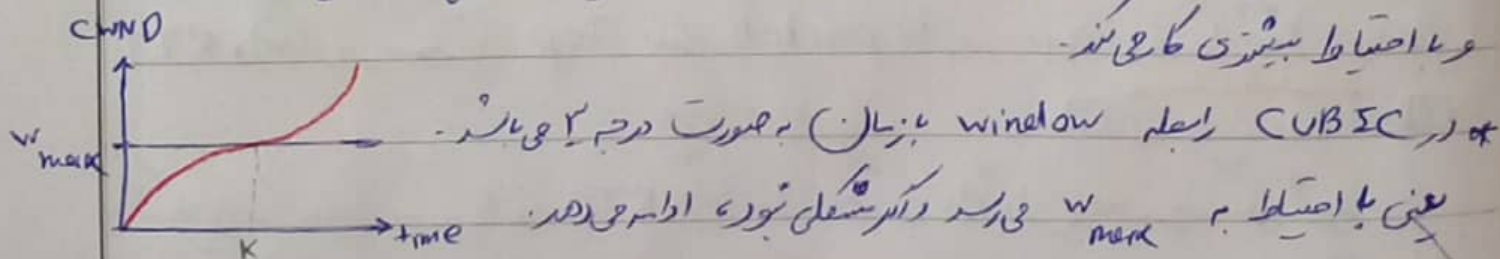 و با احتیاط بیشتری کار می‌کند.
* در CUBIC رابطه window با زمان به صورت درجه ۳ می‌باشد.
یعنی با احتیاط به w max می‌رسد و اگر مشکلی نبود، ادامه می‌دهد.
CWND
w max
K
time